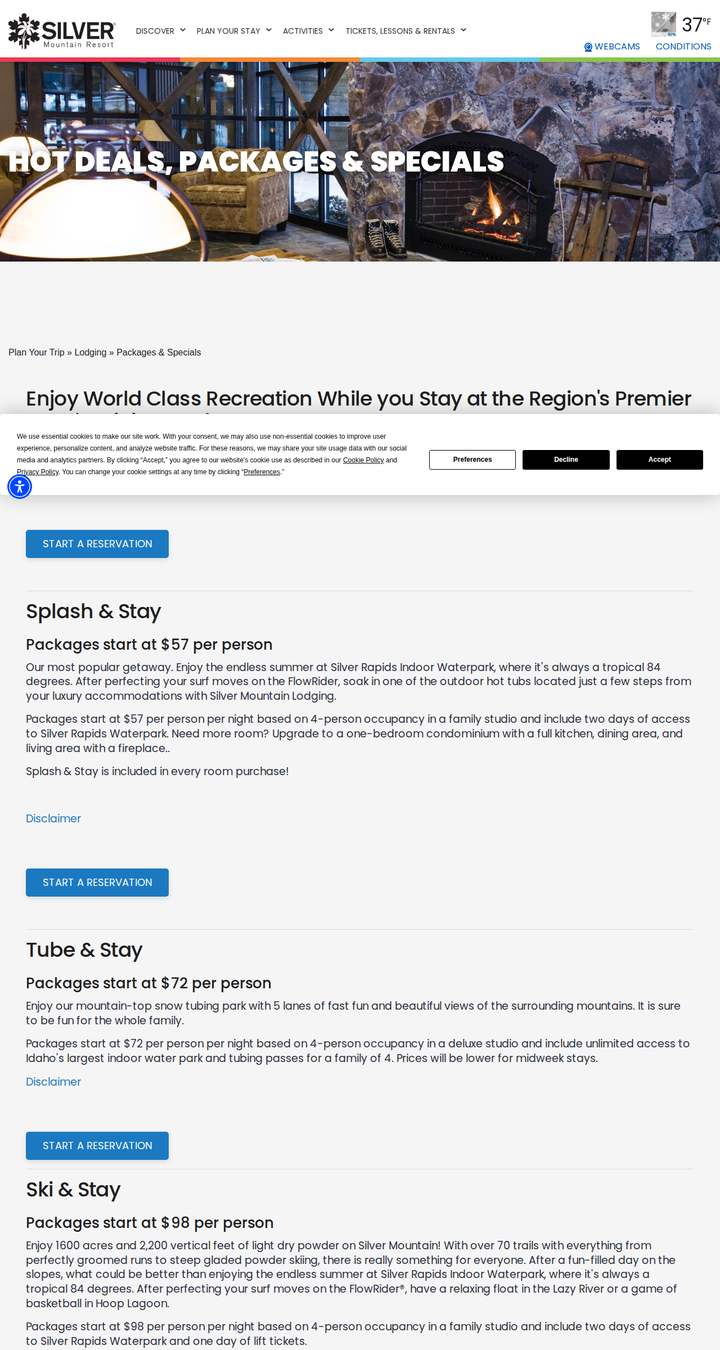 SILVER
Mountain Resort
DISCOVER
PLAN YOUR STAY
ACTIVITIES
TICKETS, LESSONS & RENTALS
37°F
WEBCAMS
CONDITIONS
HOT DEALS, PACKAGES & SPECIALS
Plan Your Trip » Lodging » Packages & Specials
Enjoy World Class Recreation While you Stay at the Region's Premier
We use essential cookies to make our site work. With your consent, we may also use non-essential cookies to improve user
experience, personalize content, and analyze website traffic. For these reasons, we may share your site usage data with our social
media and analytics partners. By clicking “Accept,” you agree to our website's cookie use as described in our Cookie Policy and
Privacy Policy. You can change your cookie settings at any time by clicking “Preferences.”
Preferences
Decline
Accept
START A RESERVATION
Splash & Stay
Packages start at $57 per person
Our most popular getaway. Enjoy the endless summer at Silver Rapids Indoor Waterpark, where it's always a tropical 84
degrees. After perfecting your surf moves on the FlowRider, soak in one of the outdoor hot tubs located just a few steps from
your luxury accommodations with Silver Mountain Lodging.
Packages start at $57 per person per night based on 4-person occupancy in a family studio and include two days of access
to Silver Rapids Waterpark. Need more room? Upgrade to a one-bedroom condominium with a full kitchen, dining area, and
living area with a fireplace..
Splash & Stay is included in every room purchase!
Disclaimer
START A RESERVATION
Tube & Stay
Packages start at $72 per person
Enjoy our mountain-top snow tubing park with 5 lanes of fast fun and beautiful views of the surrounding mountains. It is sure
to be fun for the whole family.
Packages start at $72 per person per night based on 4-person occupancy in a deluxe studio and include unlimited access to
Idaho's largest indoor water park and tubing passes for a family of 4. Prices will be lower for midweek stays.
Disclaimer
START A RESERVATION
Ski & Stay
Packages start at $98 per person
Enjoy 1600 acres and 2,200 vertical feet of light dry powder on Silver Mountain! With over 70 trails with everything from
perfectly groomed runs to steep gladed powder skiing, there is really something for everyone. After a fun-filled day on the
slopes, what could be better than enjoying the endless summer at Silver Rapids Indoor Waterpark, where it's always a
tropical 84 degrees. After perfecting your surf moves on the FlowRider®, have a relaxing float in the Lazy River or a game of
basketball in Hoop Lagoon.
Packages start at $98 per person per night based on 4-person occupancy in a family studio and include two days of access
to Silver Rapids Waterpark and one day of lift tickets.